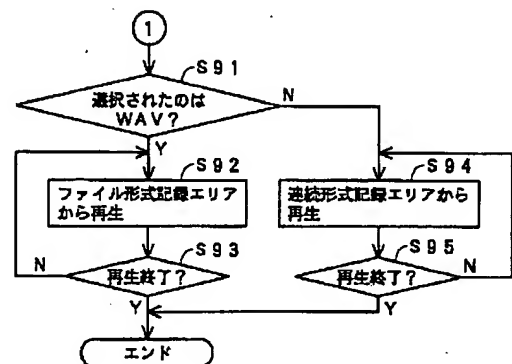 1
S91
選択されたのは
WAV?
N
Y
S92
S94
ファイル形式記録エリア
から再生
連続形式記録エリアから
再生
S93
S95
N
再生終了?
再生終了?
N
Y
Y
エンド